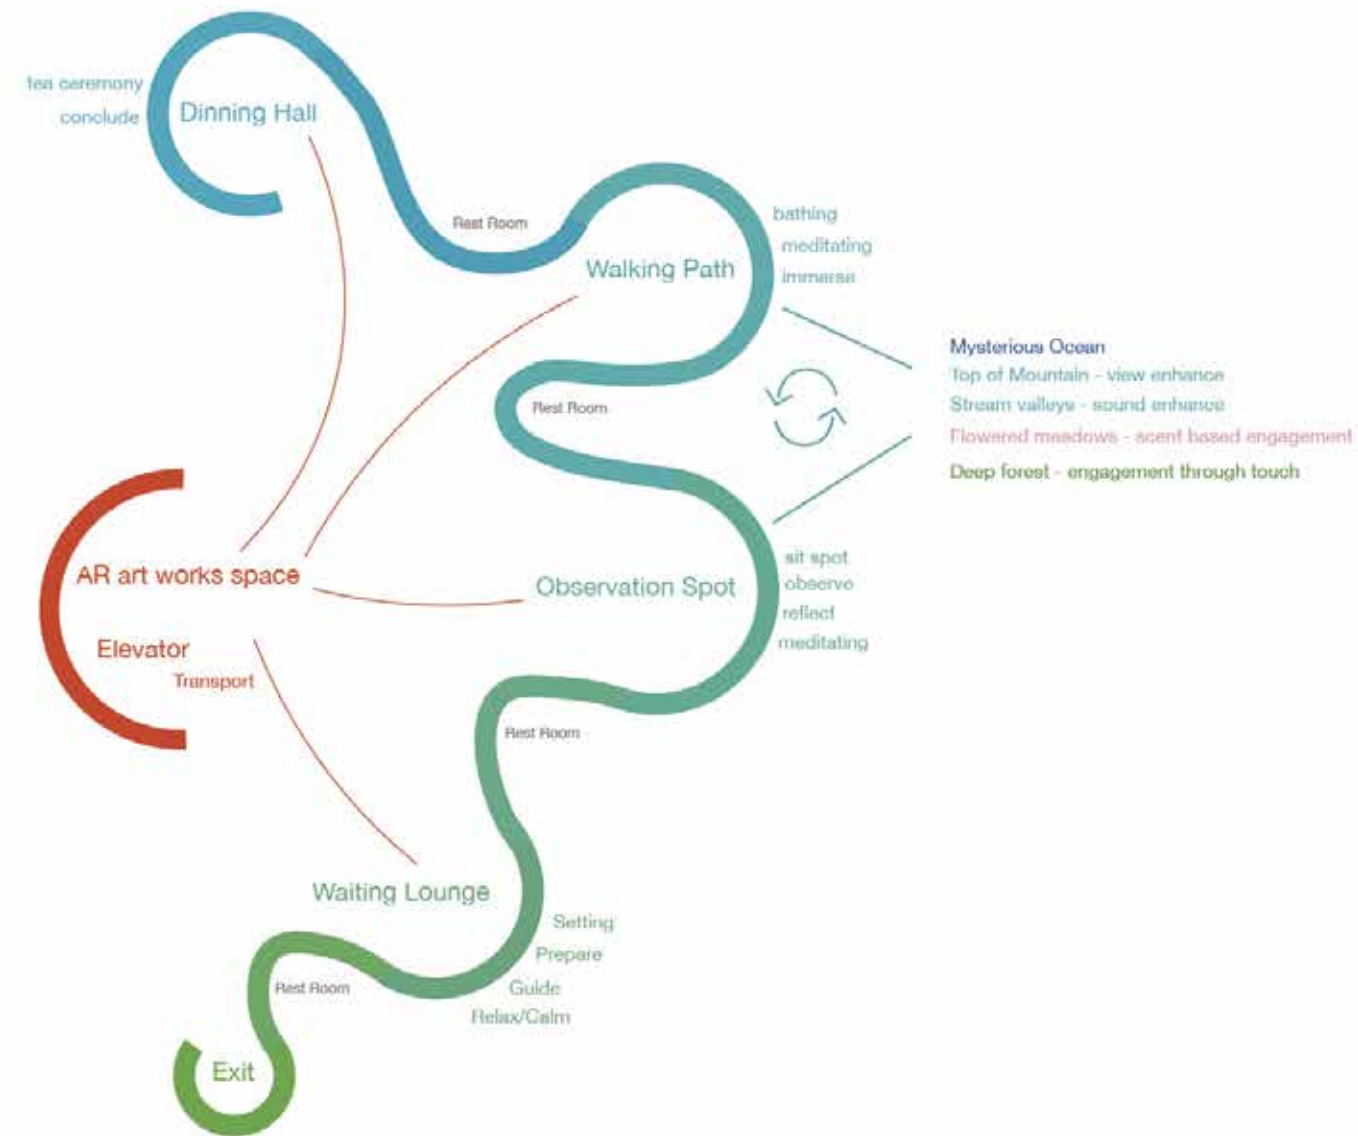 tea ceremony
conclude
Dinning Hall
Rest Room
Walking Path
bathing
meditating
immerse
Mysterious Ocean
Top of Mountain - view enhance
Stream valleys - sound enhance
Flowered meadows - scent based engagement
Deep forest - engagement through touch
Rest Room
AR art works space
Elevator
Transport
Observation Spot
sit spot
observe
reflect
meditating
Rest Room
Waiting Lounge
Setting
Prepare
Guide
Relax/Calm
Rest Room
Exit